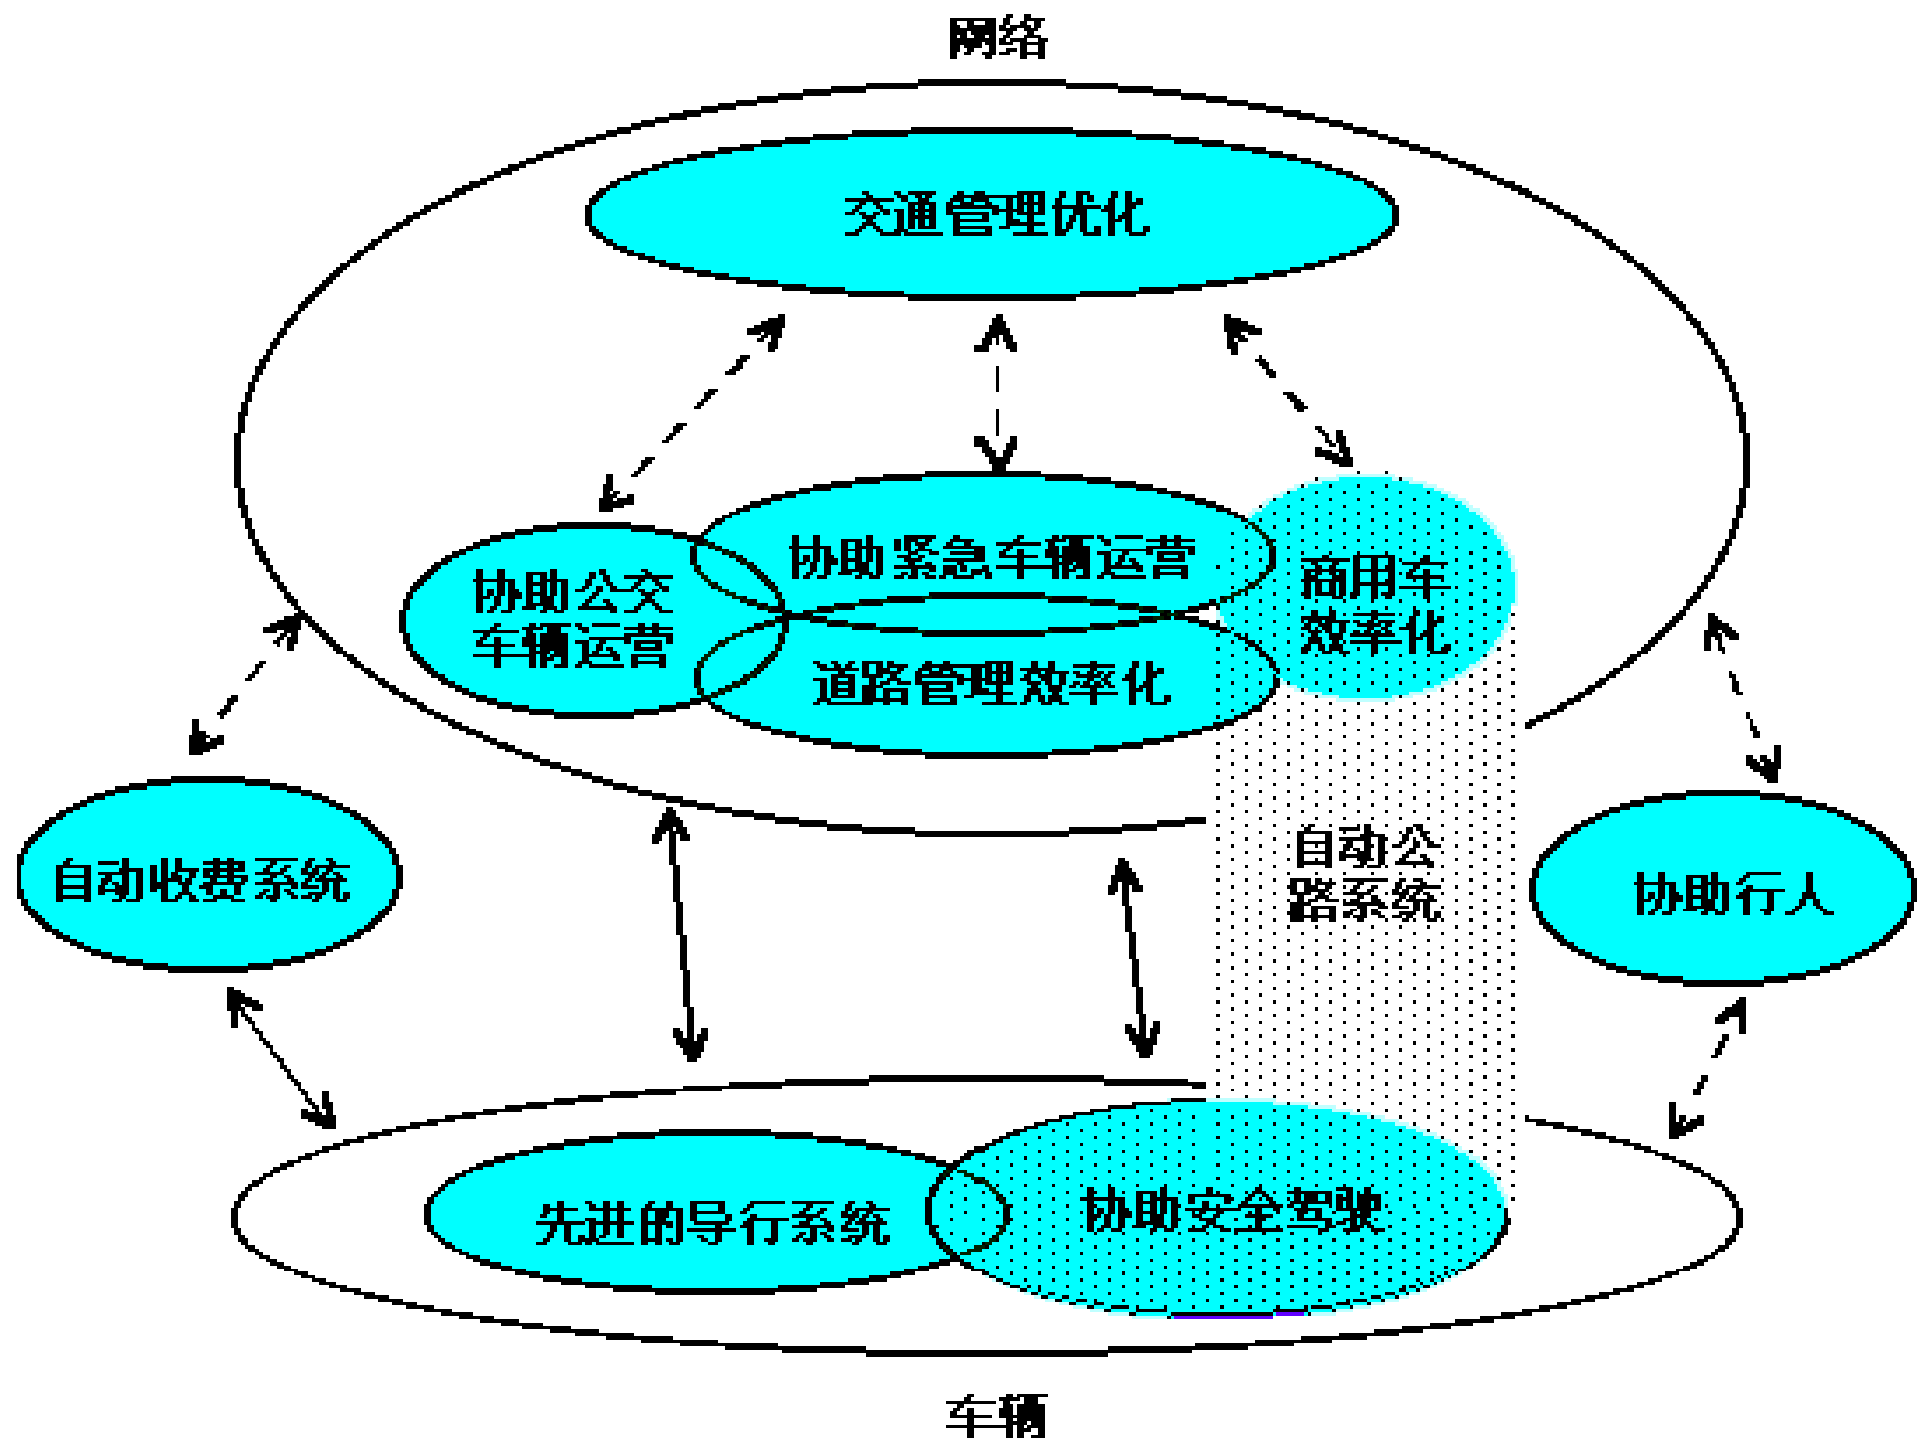 网络
交通管理优化
协助紧急车辆运营
协助公交
车辆运营
商用车
效率化
道路管理效率化
自动收费系统
自动公
路系统
协助行人
先进的导行系统
协助安全驾驶
车辆